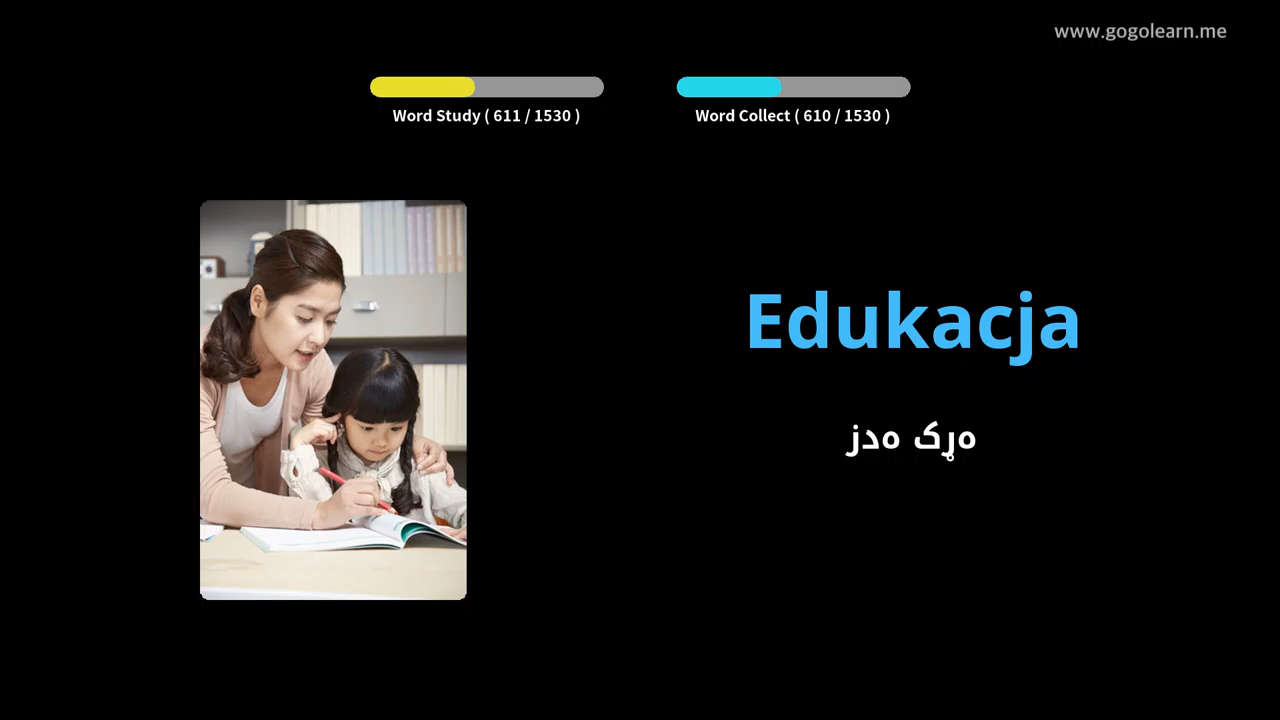 www.gogolearn.me
Word Study ( 611 / 1530 )
Word Collect ( 610 / 1530 )
Edukacja
ەړک ەدز